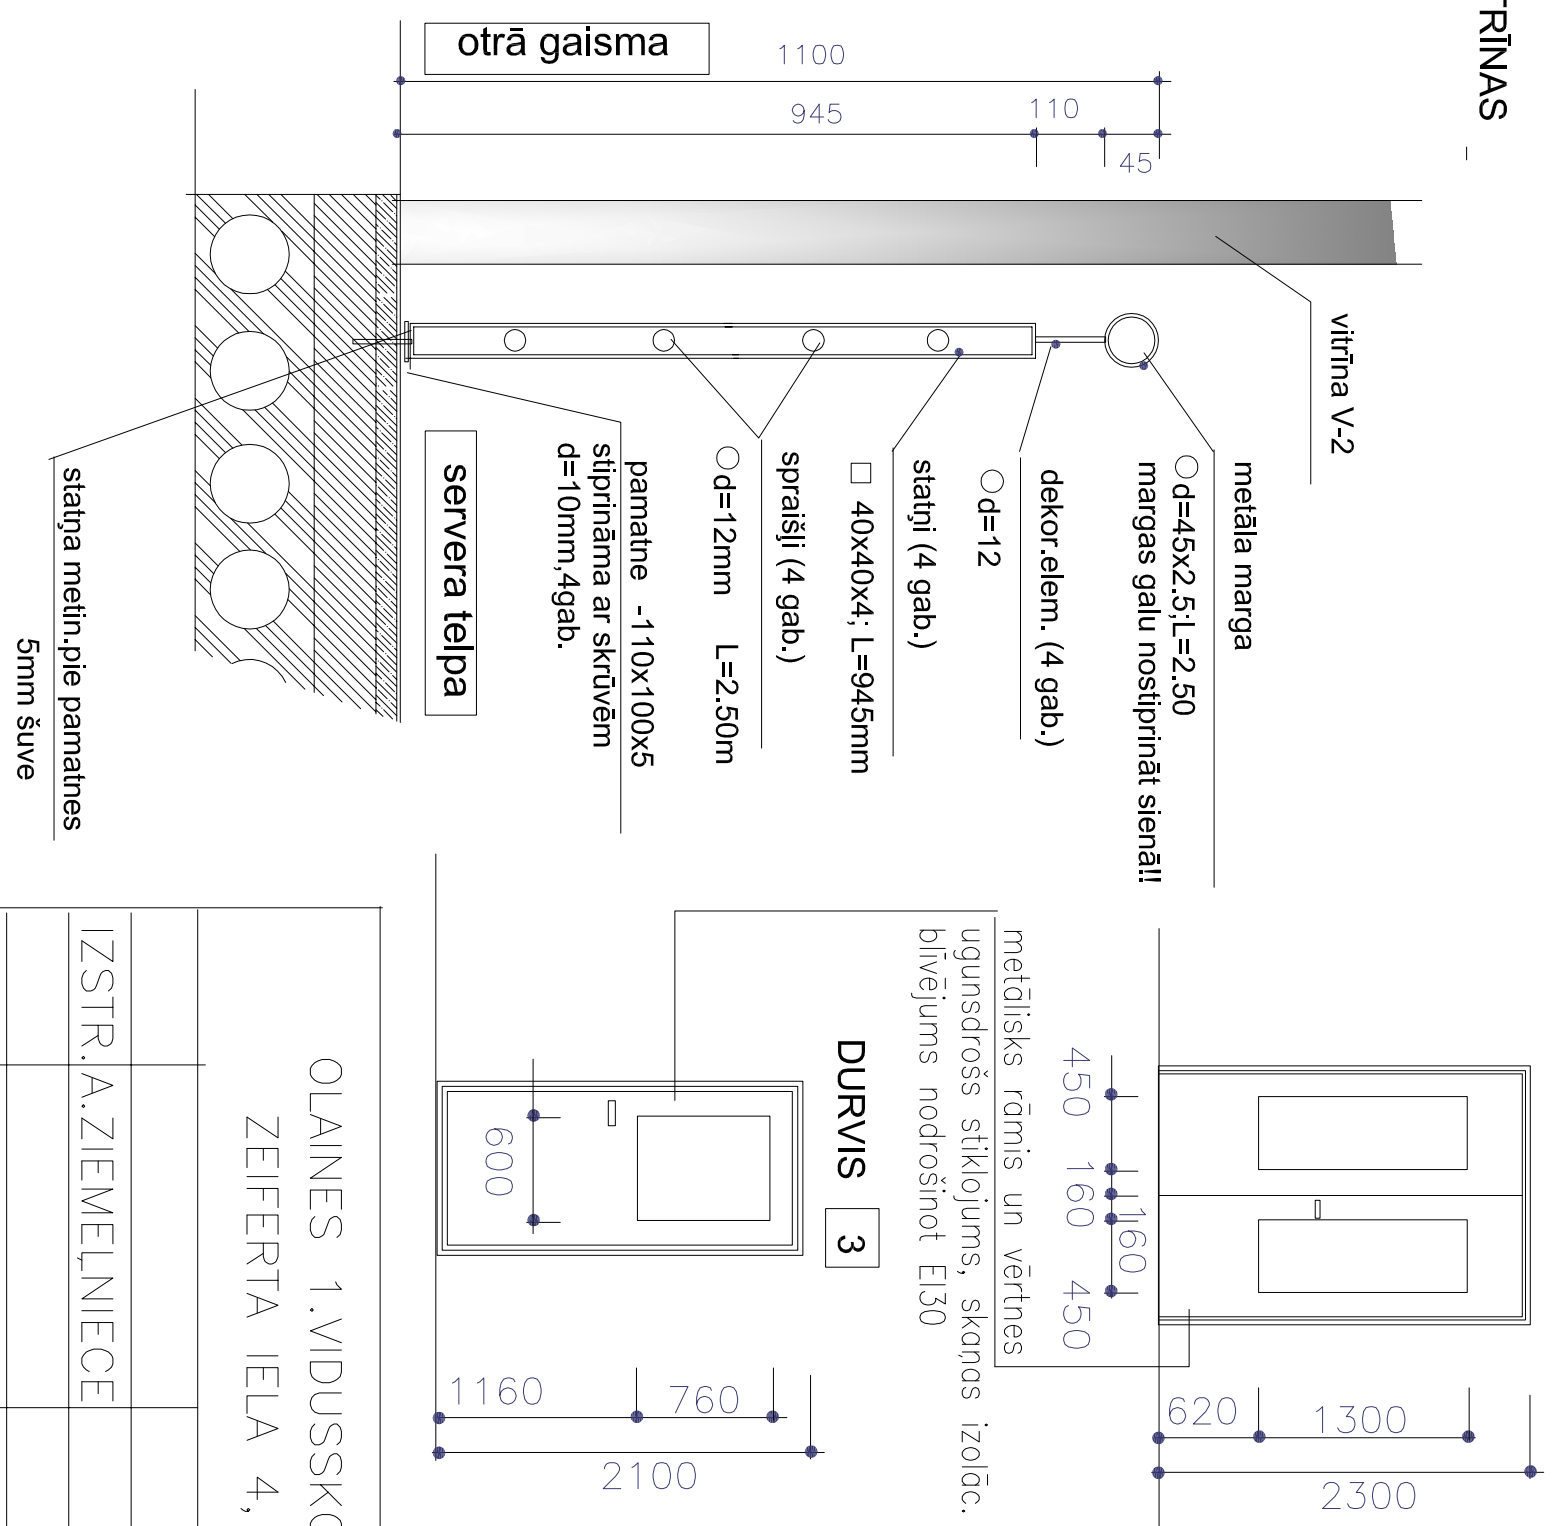 TRĪNAS
otrā gaisma
1100
945
110
45
vitrīna V-2
metāla marga
d=45x2.5;L=2.50
margas galu nostiprināt sienā!!
dekor.elem. (4 gab.)
d=12
statņi (4 gab.)
40x40x4; L=945mm
spraišļi (4 gab.)
d=12mm L=2.50m
pamatne -110x100x5
stiprināma ar skrūvēm
d=10mm,4gab.
servera telpa
statņa metin.pie pamatnes
5mm šuve
450
160
160
450
620
1300
2300
metālisks rāmis un vērtnes
ugunsdrošs stiklojums, skaņas izolāc.
blīvējums nodrošinot EI30
DURVIS 3
600
1160
760
2100
OLAINES 1.VIDUSSKO
ZEIFERTA IELA 4,
IZSTR. A.ZIEMEĻNIECE